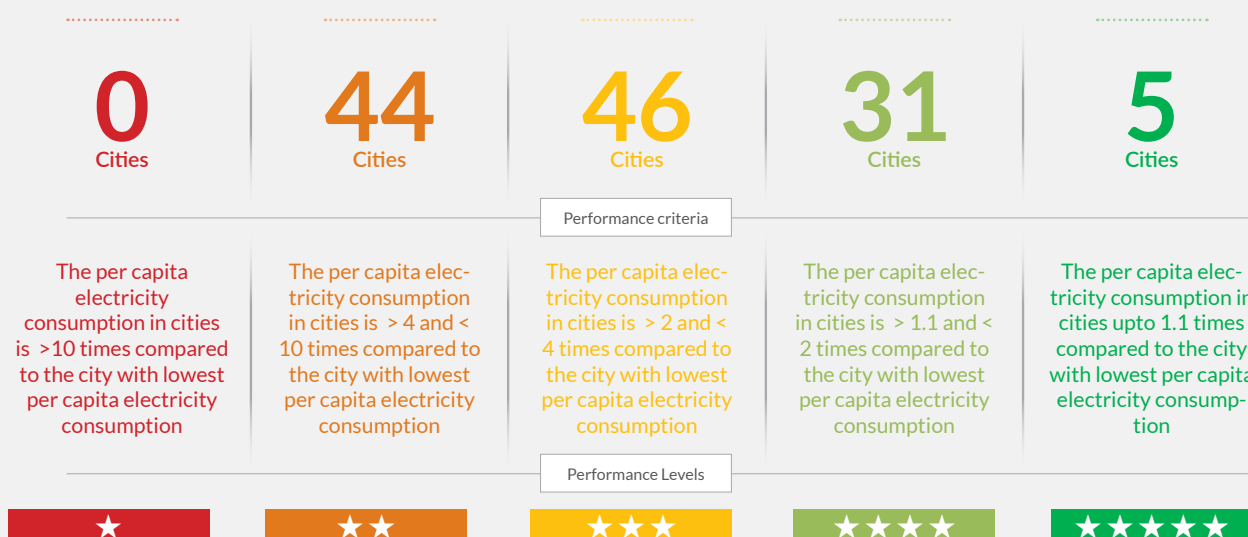 0
Cities
44
Cities
46
Cities
31
Cities
5
Cities
Performance criteria
The per capita
electricity
consumption in cities
is >10 times compared
to the city with lowest
per capita electricity
consumption
The per capita elec-
tricity consumption
in cities is > 4 and <
10 times compared to
the city with lowest
per capita electricity
consumption
The per capita elec-
tricity consumption
in cities is > 2 and <
4 times compared to
the city with lowest
per capita electricity
consumption
The per capita elec-
tricity consumption
in cities is > 1.1 and <
2 times compared to
the city with lowest
per capita electricity
consumption
The per capita elec-
tricity consumption in
cities upto 1.1 times
compared to the city
with lowest per capita
electricity consump-
tion
Performance Levels